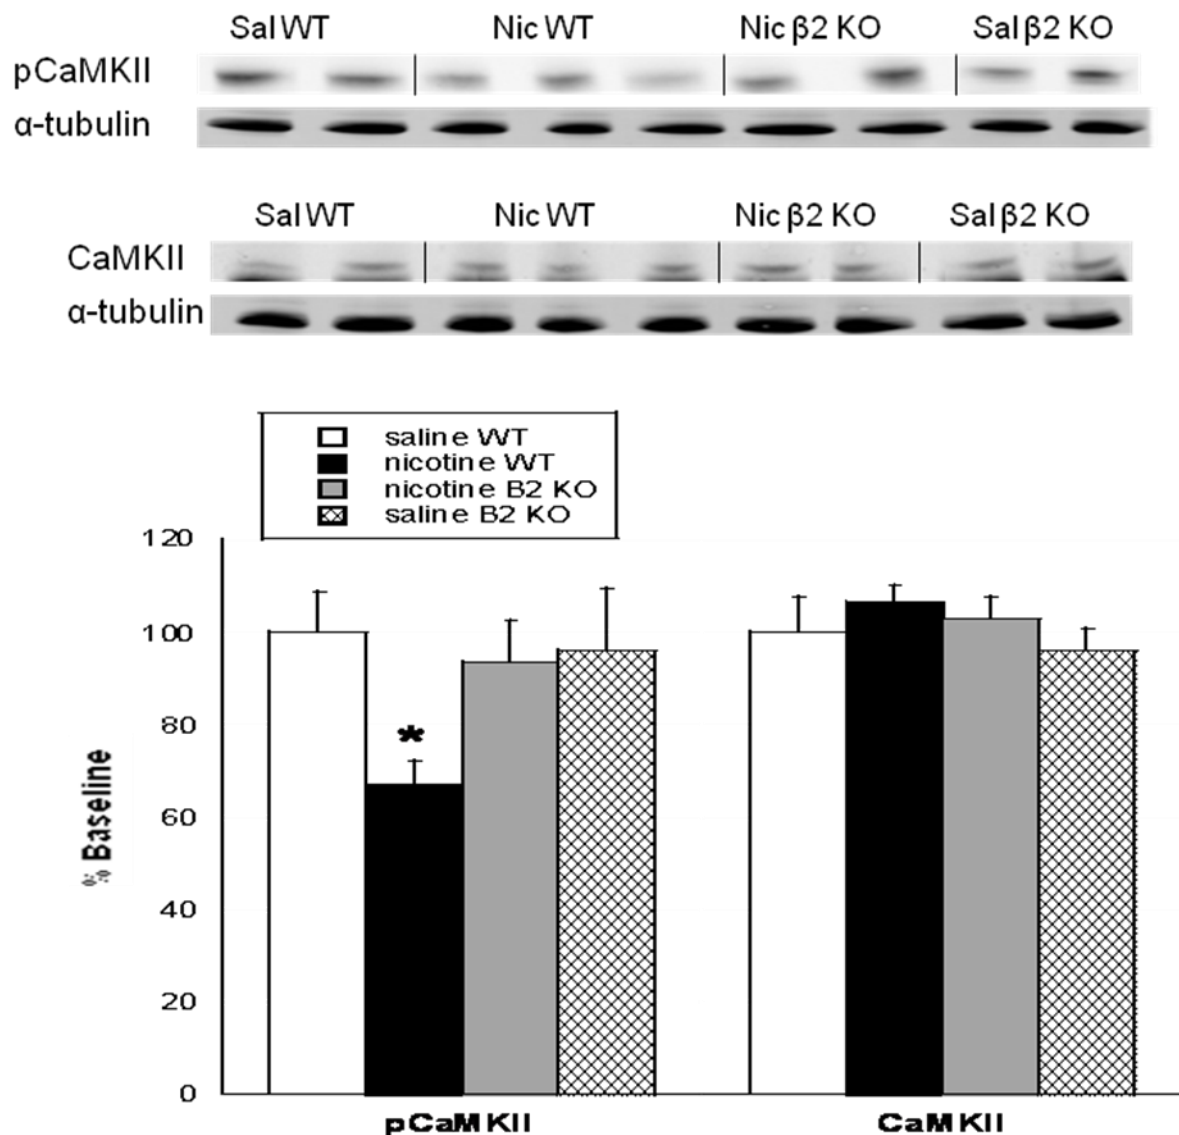 Sal WT Nic WT Nic β2 KO Sal β2 KO
pCaMKII
α-tubulin
Sal WT Nic WT Nic β2 KO Sal β2 KO
CaMKII
α-tubulin
saline WT
nicotine WT
nicotine B2 KO
saline B2 KO
120
100
80
60
40
20
0
% Baseline
*
pCaMKII CaMKII